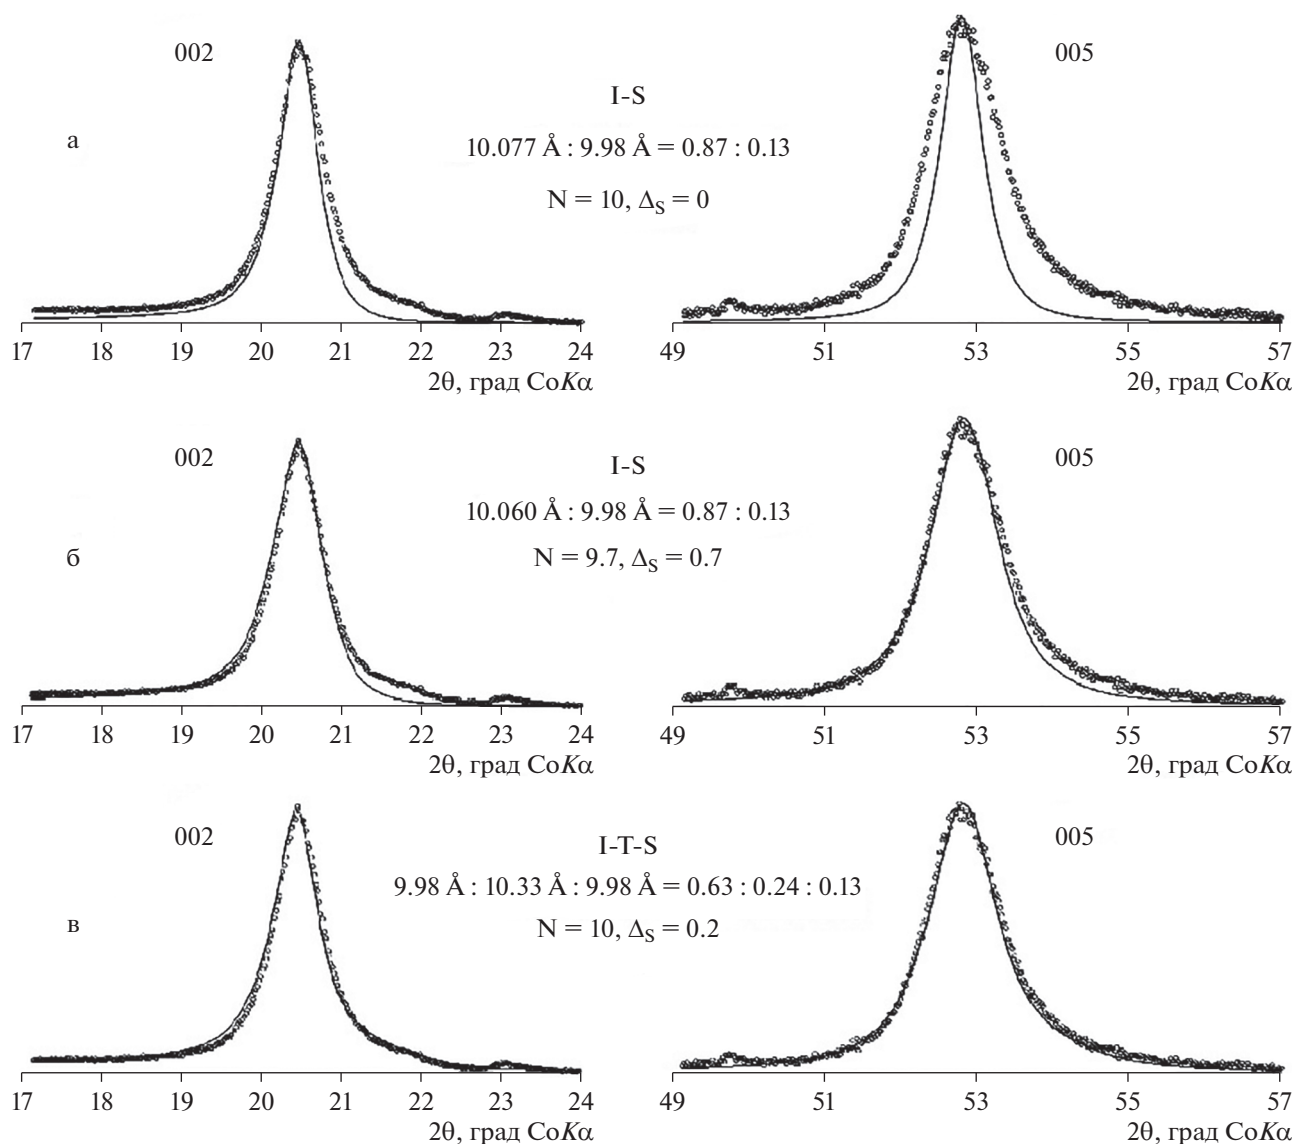 002
005
I-S
а
10.077 Å : 9.98 Å = 0.87 : 0.13
N = 10, ΔS = 0
17 18 19 20 21 22 23 24
49 51 53 55 57
2θ, град CoKα
2θ, град CoKα
002
I-S
005
10.060 Å : 9.98 Å = 0.87 : 0.13
б
N = 9.7, ΔS = 0.7
17 18 19 20 21 22 23 24
49 51 53 55 57
2θ, град CoKα
2θ, град CoKα
002
I-T-S
005
9.98 Å : 10.33 Å : 9.98 Å = 0.63 : 0.24 : 0.13
в
N = 10, ΔS = 0.2
17 18 19 20 21 22 23 24
49 51 53 55 57
2θ, град CoKα
2θ, град CoKα